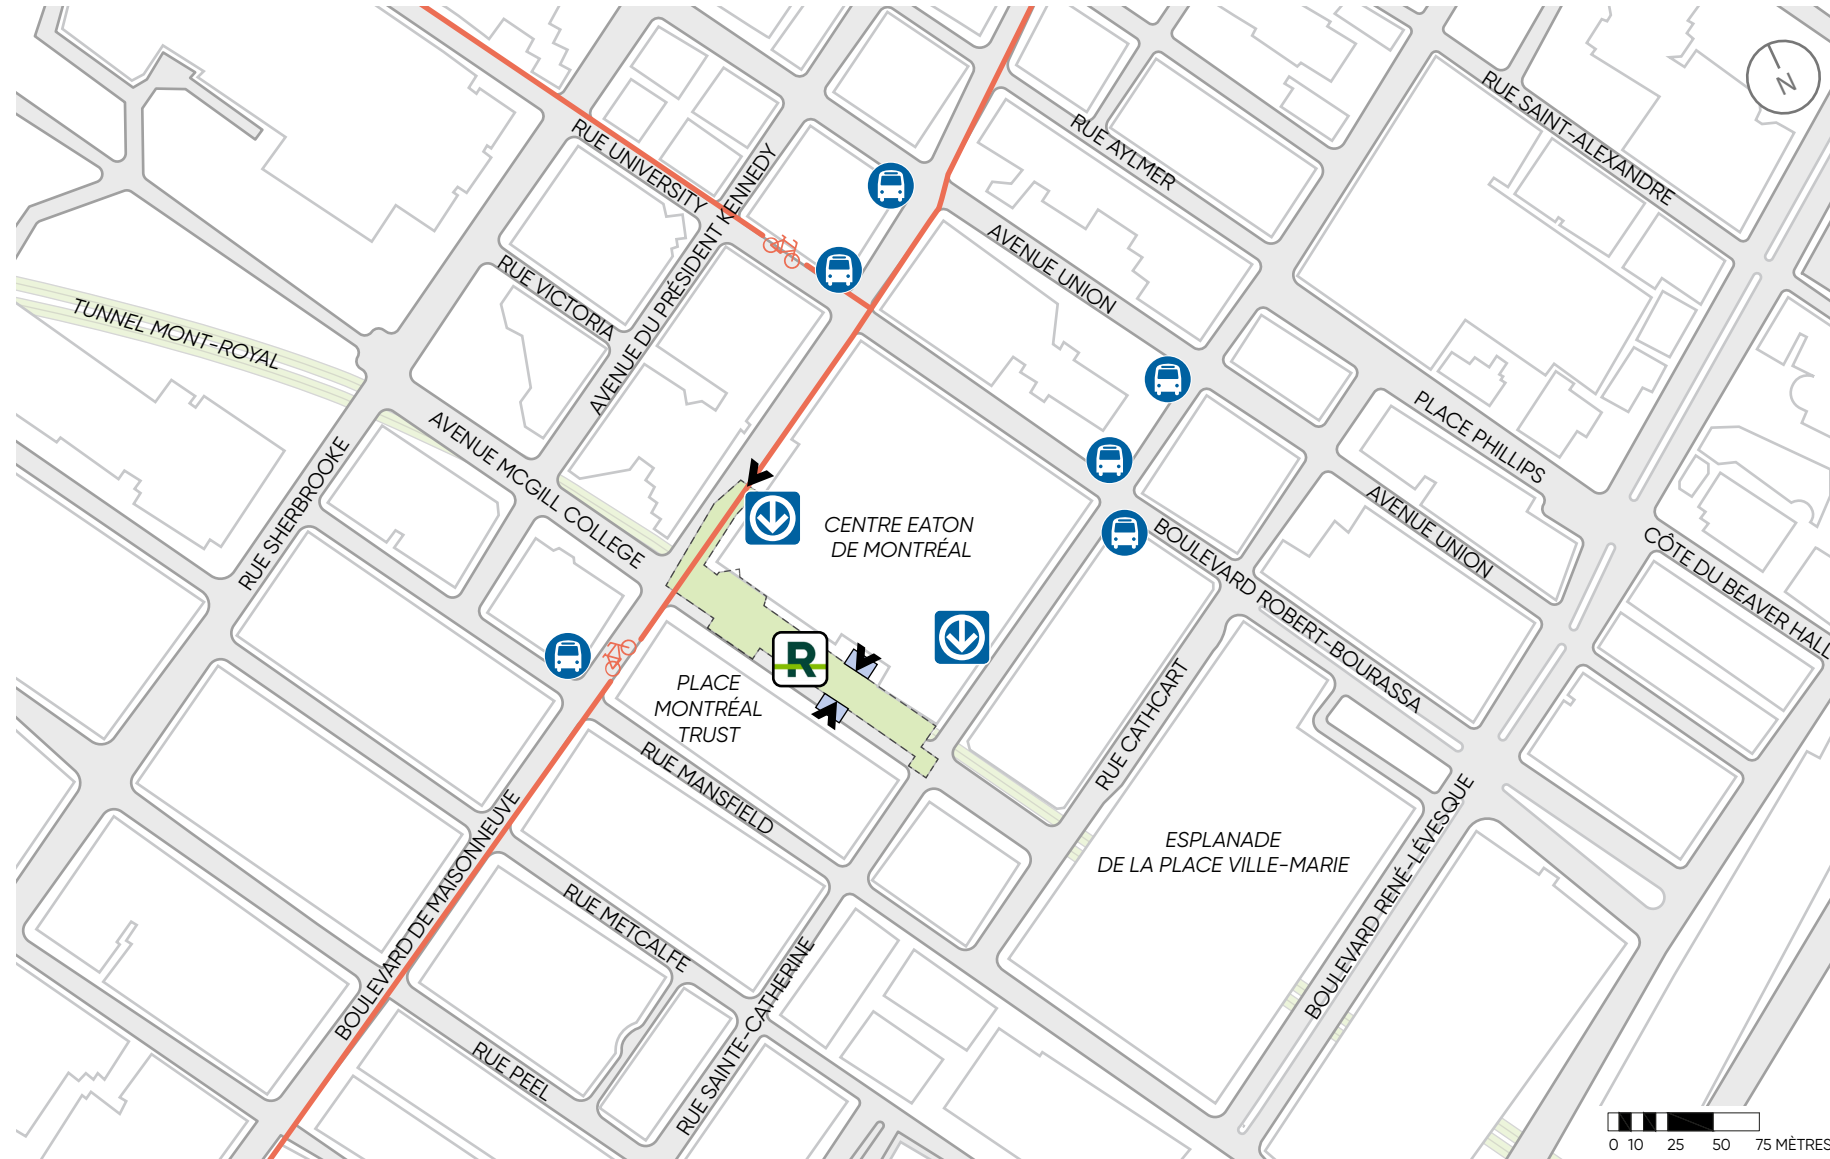 N
RUE SAINT-ALEXANDRE
RUE AYLMER
RUE UNIVERSITY
AVENUE DU PRÉSIDENT KENNEDY
AVENUE UNION
RUE VICTORIA
TUNNEL MONT-ROYAL
AVENUE MCGILL COLLEGE
RUE SHERBROOKE
PLACE PHILLIPS
AVENUE UNION
CÔTE DU BEAVER HALL
CENTRE EATON
DE MONTRÉAL
BOULEVARD ROBERT-BOURASSA
R
PLACE
MONTRÉAL
TRUST
RUE CATHCART
RUE MANSFIELD
BOULEVARD DE MAISONNEUVE
ESPLANADE
DE LA PLACE VILLE-MARIE
BOULEVARD RENÉ-LÉVESQUE
RUE METCALFE
RUE SAINTE-CATHERINE
RUE PEEL
0 10 25 50 75 MÈTRES